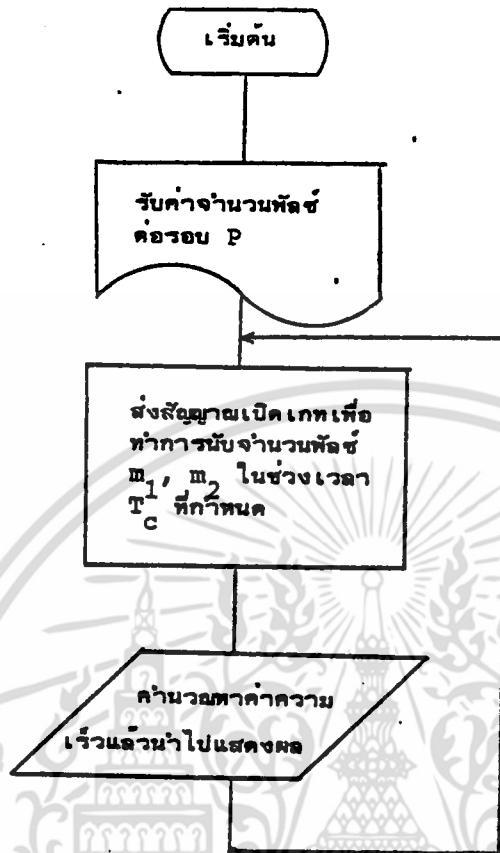 เริ่มต้น
รับค่าจำนวนพัลซ์
ต่อรอบ P
ส่งสัญญาณเปิดเกทเพื่อ
ทำการนับจำนวนพัลซ์
m₁, m₂ ในช่วงเวลา
T_c ที่กำหนด
คำนวณหาค่าความ
เร็วแล้วนำไปแสดงผล